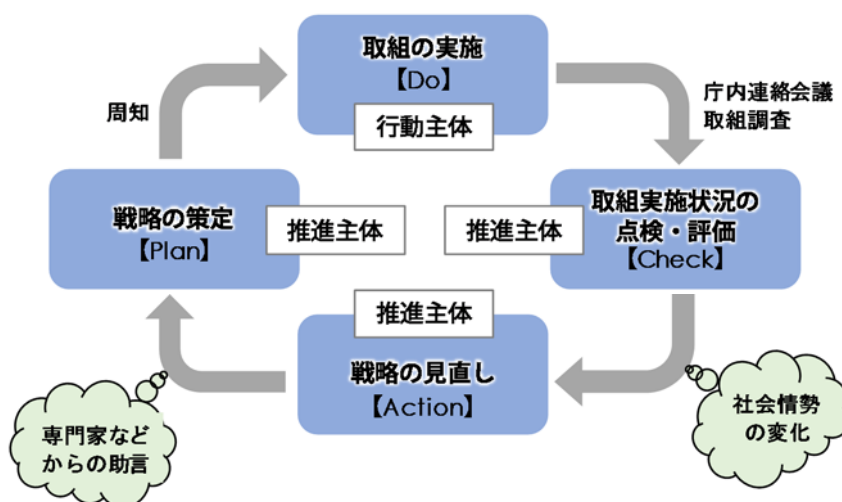 取組の実施
【Do】
行動主体
周知
庁内連絡会議
取組調査
戦略の策定
【Plan】
推進主体
推進主体
取組実施状況の
点検・評価
【Check】
推進主体
戦略の見直し
【Action】
専門家など
からの助言
社会情勢
の変化